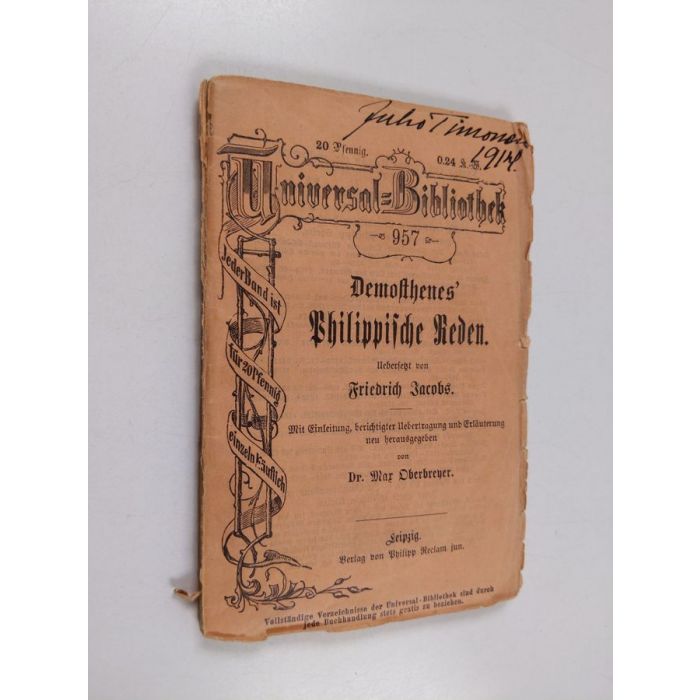 Juho Timonen
1914.
20 Pfennig.
Universal=Bibliothek
957
Jeder Band ist
für 20 Pfennig
einzeln käuflich
Demosthenes'
Philippische Reden.
Uebersetzt von
Friedrich Jacobs.
Mit Einleitung, berichtigter Uebertragung und Erläuterung
neu herausgegeben
von
Dr. Max Oberbreyer.
Leipzig.
Verlag von Philipp Reclam jun.
Vollständige Verzeichnisse der Universal-Bibliothek sind durch
jede Buchhandlung stets gratis zu beziehen.